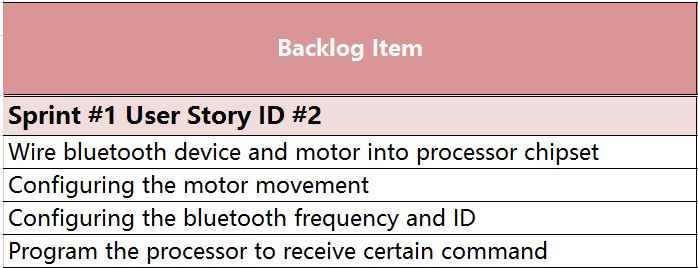 Backlog Item
Sprint #1 User Story ID #2
Wire bluetooth device and motor into processor chipset
Configuring the motor movement
Configuring the bluetooth frequency and ID
Program the processor to receive certain command